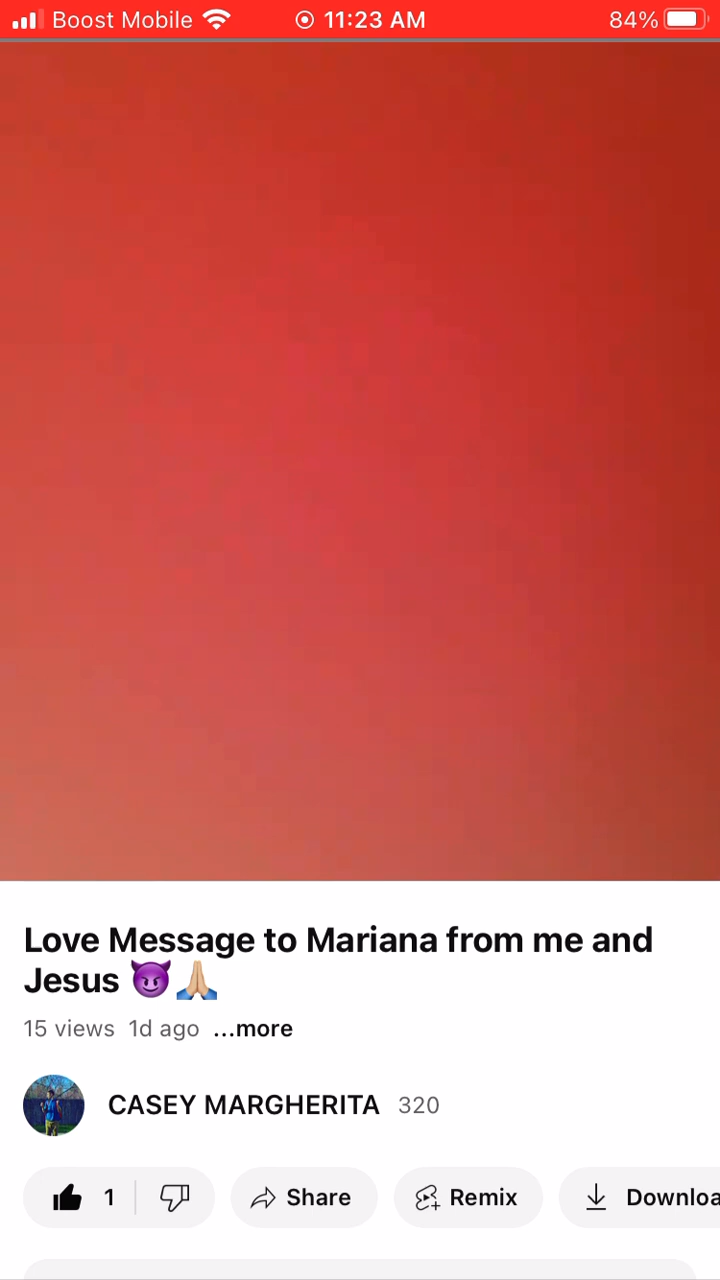 Boost Mobile 11:23 AM 84%
Love Message to Mariana from me and
Jesus 😈🙏🏼
15 views 1d ago ...more
CASEY MARGHERITA 320
1 Share Remix Downloa